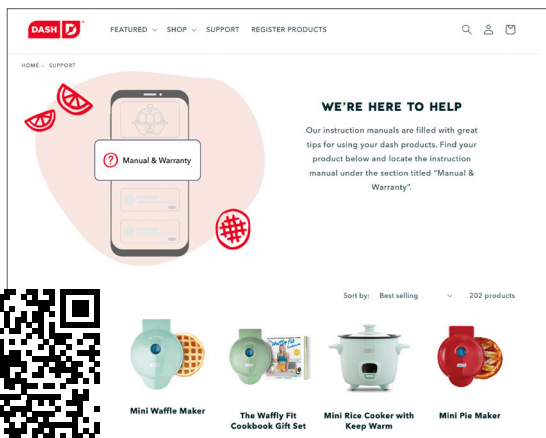 DASH D
FEATURED SHOP SUPPORT REGISTER PRODUCTS
HOME › SUPPORT
WE'RE HERE TO HELP
Our instruction manuals are filled with great
tips for using your dash products. Find your
product below and locate the instruction
manual under the section titled “Manual &
Warranty”.
? Manual & Warranty
Sort by: Best selling 202 products
Mini Waffle Maker
The Waffly Fit
Cookbook Gift Set
Mini Rice Cooker with
Keep Warm
Mini Pie Maker